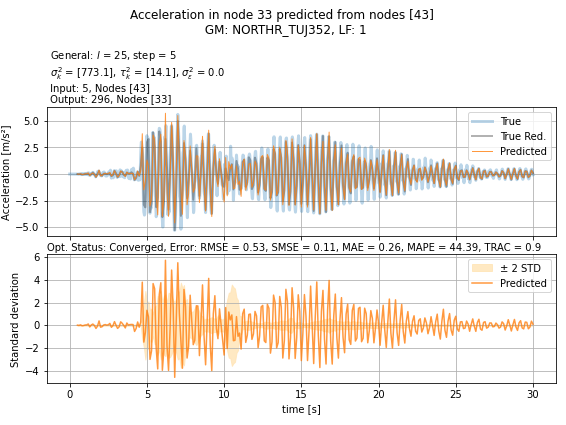 Acceleration in node 33 predicted from nodes [43]
GM: NORTHR_TUJ352, LF: 1
General: l = 25, step = 5
σ²ₖ = [773.1], τ²ₖ = [14.1], σ²ε = 0.0
Input: 5, Nodes [43]
Output: 296, Nodes [33]
Acceleration [m/s²]
5.0
2.5
0.0
−2.5
−5.0
True
True Red.
Predicted
Opt. Status: Converged, Error: RMSE = 0.53, SMSE = 0.11, MAE = 0.26, MAPE = 44.39, TRAC = 0.9
Standard deviation
6
4
2
0
−2
−4
± 2 STD
Predicted
0 5 10 15 20 25 30
time [s]